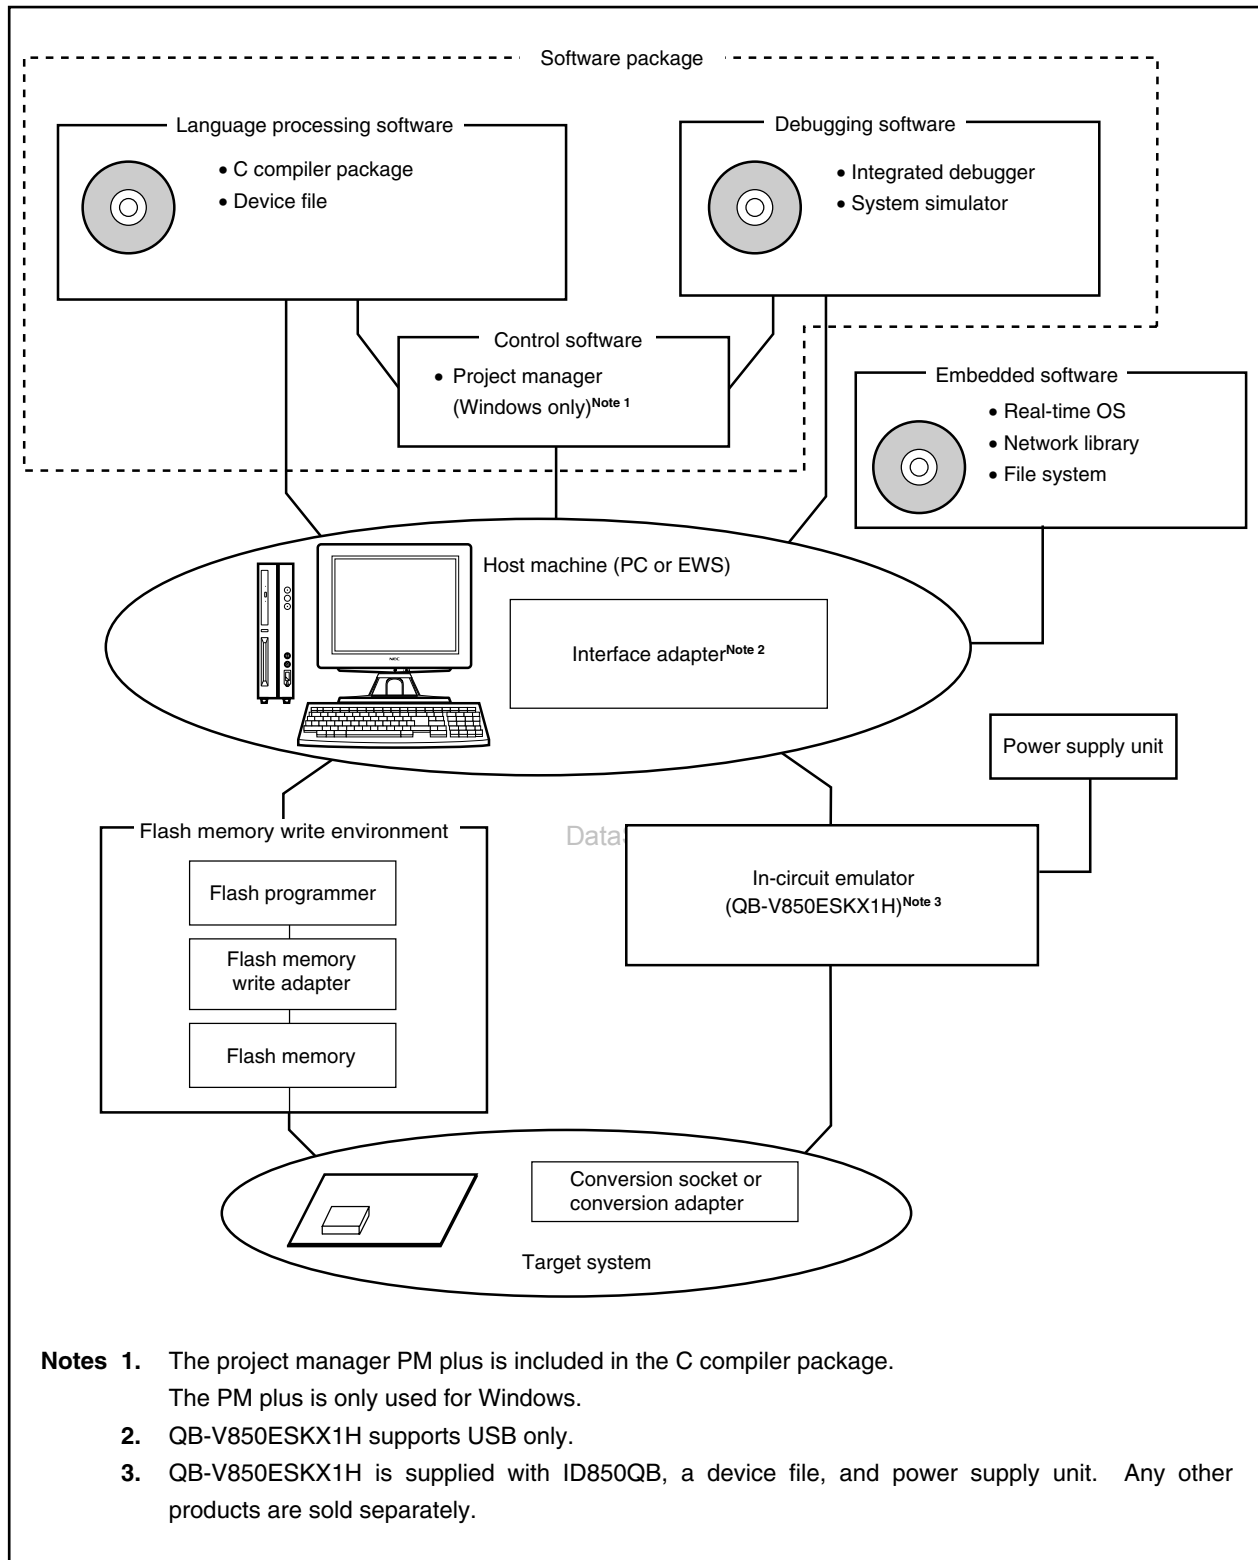 Software package
Language processing software
• C compiler package
• Device file
Debugging software
• Integrated debugger
• System simulator
Control software
• Project manager
(Windows only)Note 1
Embedded software
• Real-time OS
• Network library
• File system
Host machine (PC or EWS)
Interface adapterNote 2
NEC
Power supply unit
Flash memory write environment
Flash programmer
Flash memory
write adapter
Flash memory
Data
In-circuit emulator
(QB-V850ESKX1H)Note 3
Conversion socket or
conversion adapter
Target system
Notes 1. The project manager PM plus is included in the C compiler package.
The PM plus is only used for Windows.
2. QB-V850ESKX1H supports USB only.
3. QB-V850ESKX1H is supplied with ID850QB, a device file, and power supply unit. Any other
products are sold separately.